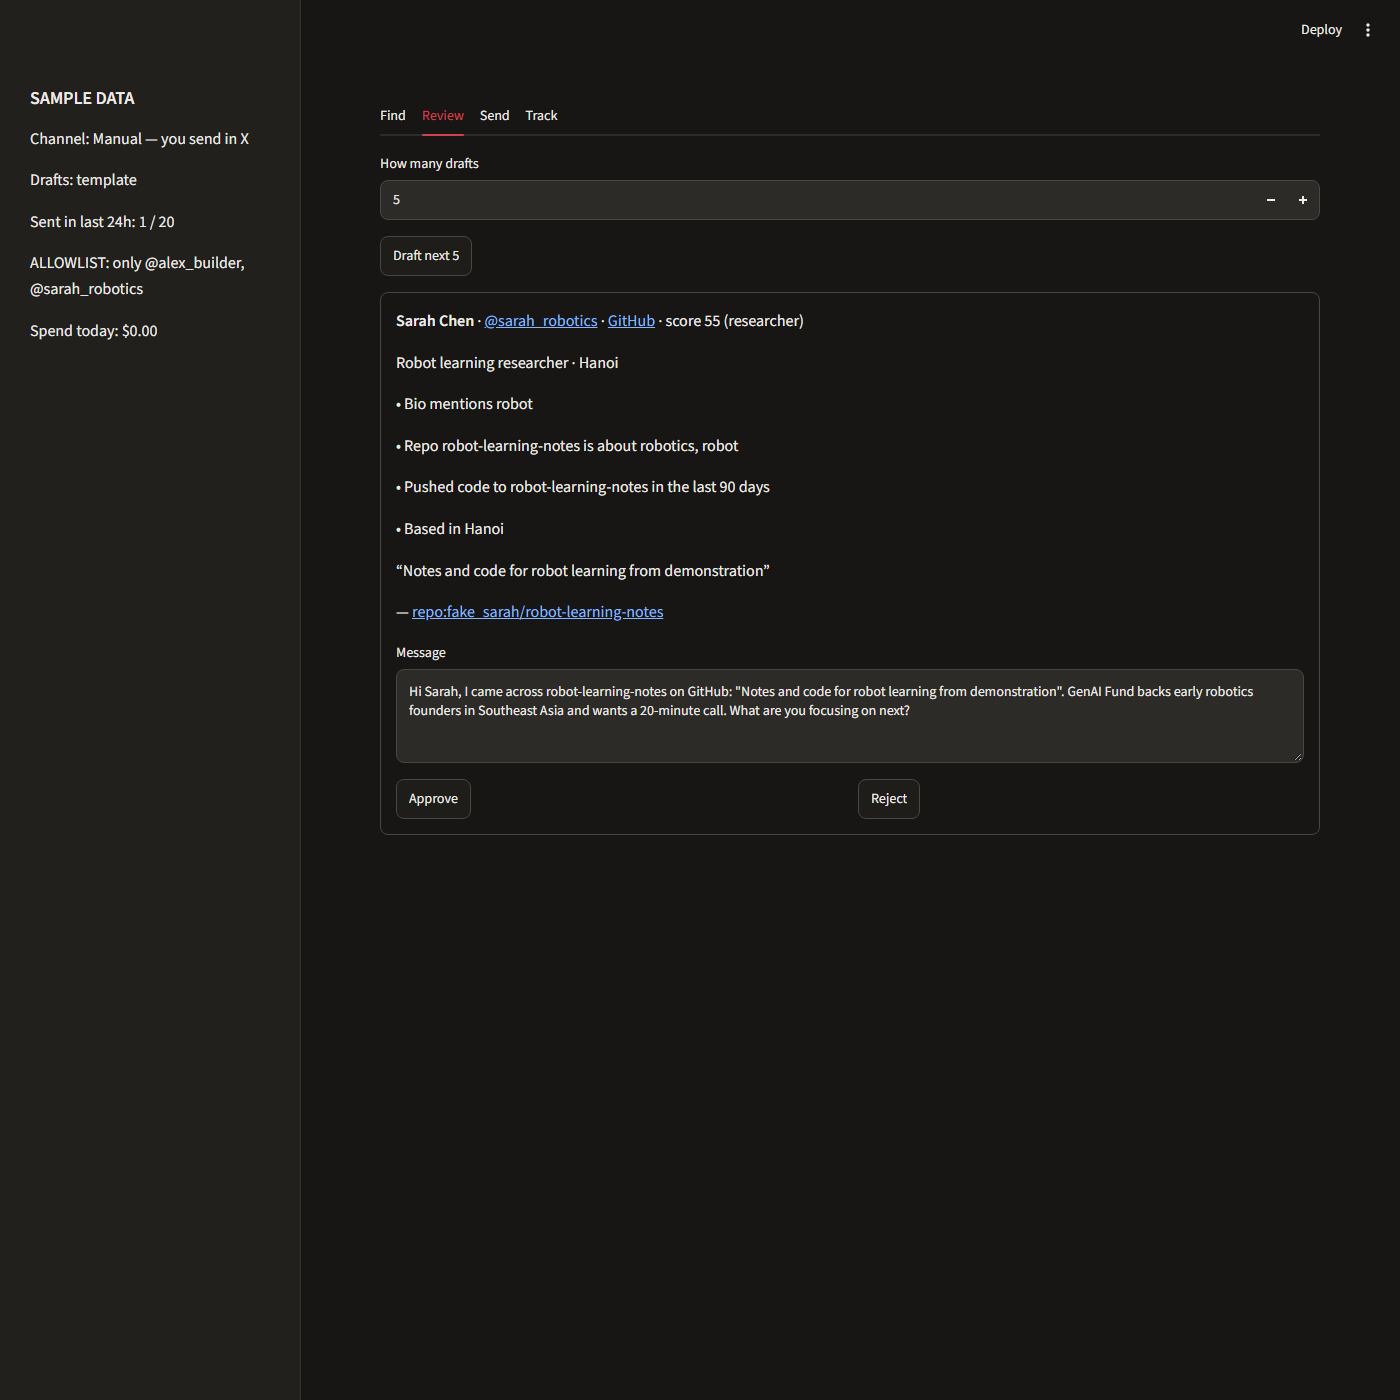 Deploy
SAMPLE DATA
Channel: Manual — you send in X
Drafts: template
Sent in last 24h: 1 / 20
ALLOWLIST: only @alex_builder,
@sarah_robotics
Spend today: $0.00
Find Review Send Track
How many drafts
5
Draft next 5
Sarah Chen · @sarah_robotics · GitHub · score 55 (researcher)
Robot learning researcher · Hanoi
• Bio mentions robot
• Repo robot-learning-notes is about robotics, robot
• Pushed code to robot-learning-notes in the last 90 days
• Based in Hanoi
“Notes and code for robot learning from demonstration”
— repo:fake_sarah/robot-learning-notes
Message
Hi Sarah, I came across robot-learning-notes on GitHub: "Notes and code for robot learning from demonstration". GenAI Fund backs early robotics
founders in Southeast Asia and wants a 20-minute call. What are you focusing on next?
Approve Reject